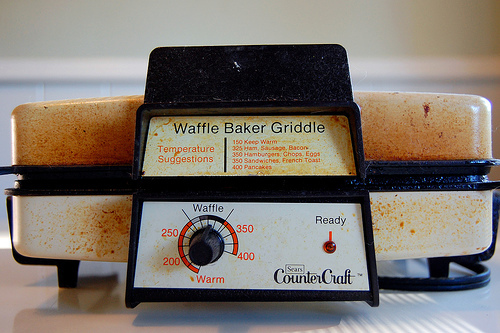 Waffle Baker Griddle
Temperature
Suggestions
150 Keep Warm
325 Ham, Sausage, Bacon
350 Hamburgers, Chops, Eggs
350 Sandwiches, French Toast
400 Pancakes
Waffle
250
350
200
400
Warm
Ready
Sears
CounterCraft ™